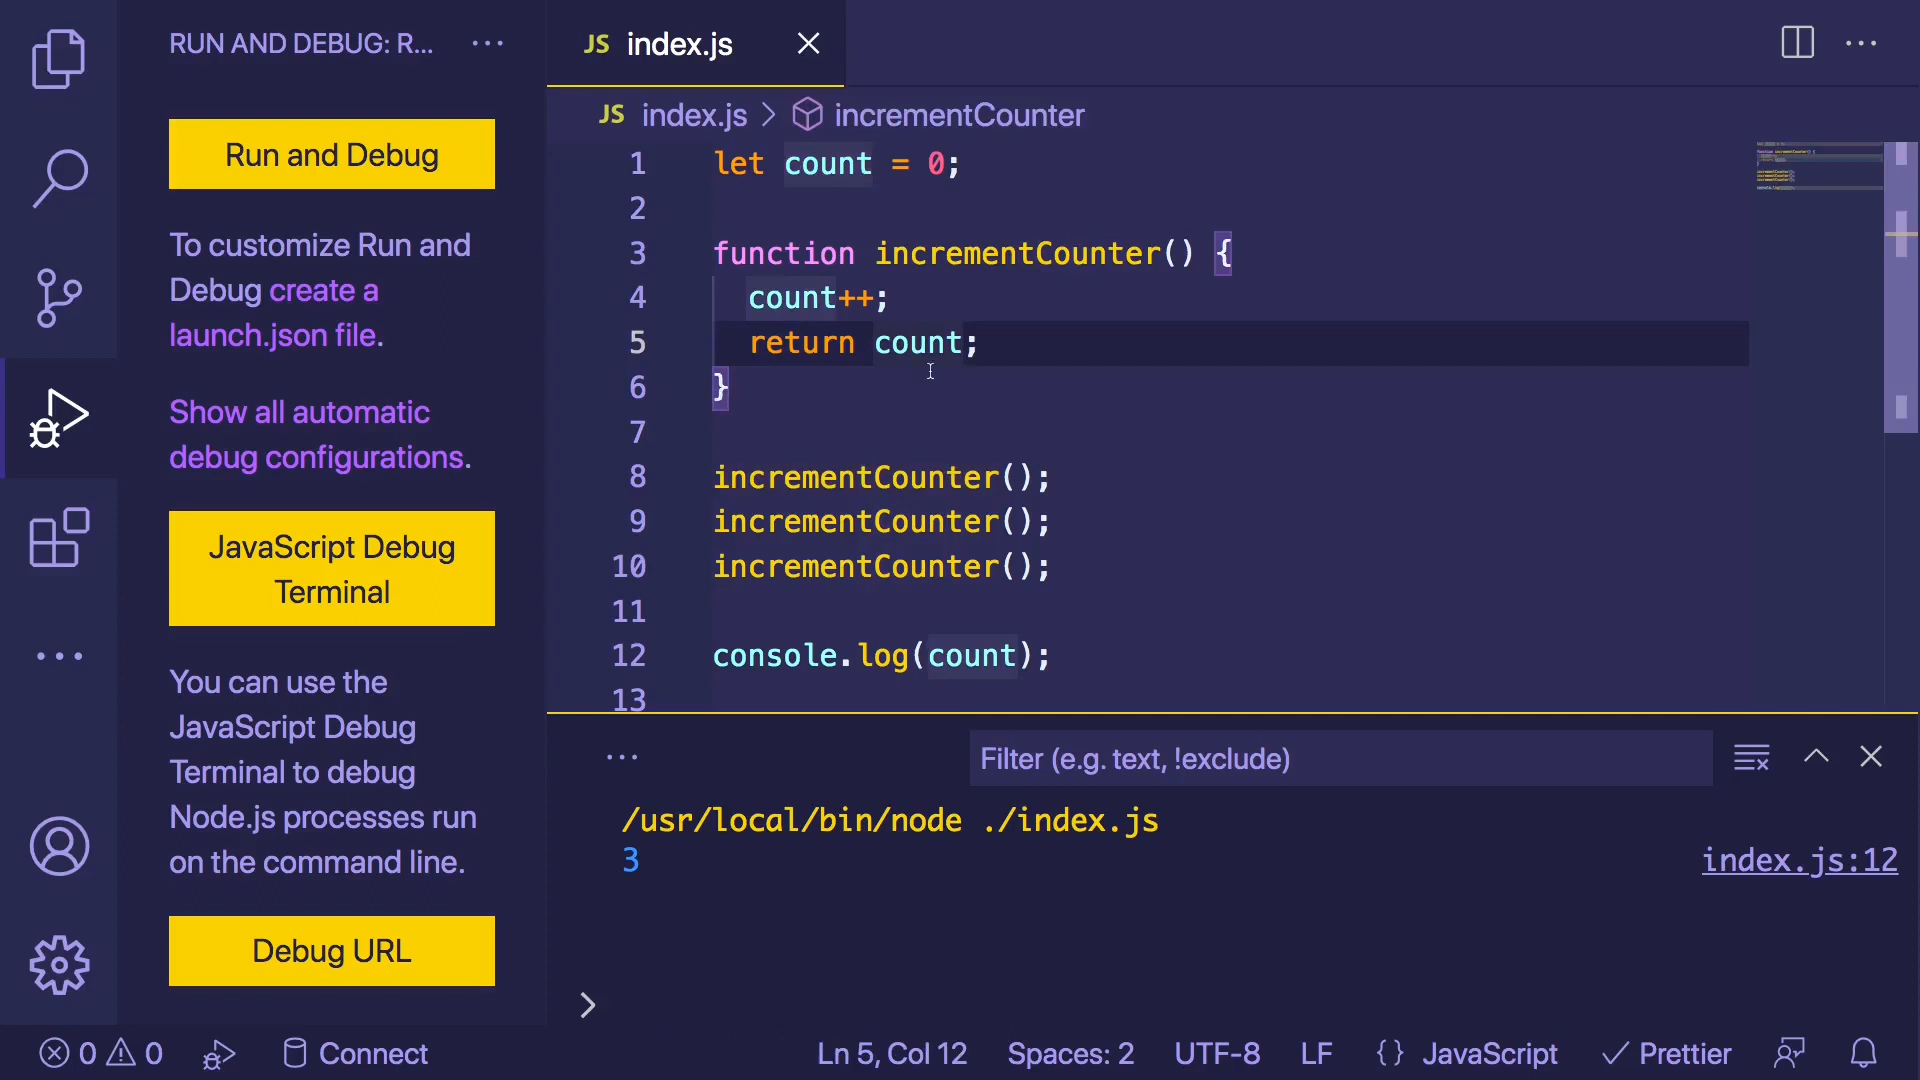 RUN AND DEBUG: R...
Run and Debug
To customize Run and
Debug create a
launch.json file.
Show all automatic
debug configurations.
JavaScript Debug
Terminal
You can use the
JavaScript Debug
Terminal to debug
Node.js processes run
on the command line.
Debug URL
JS index.js
JS index.js > incrementCounter
1 let count = 0;
2
3 function incrementCounter() {
4 count++;
5 return count;
6 }
7
8 incrementCounter();
9 incrementCounter();
10 incrementCounter();
11
12 console.log(count);
13
Filter (e.g. text, !exclude)
/usr/local/bin/node ./index.js
3 index.js:12
0 0 Connect Ln 5, Col 12 Spaces: 2 UTF-8 LF {} JavaScript Prettier